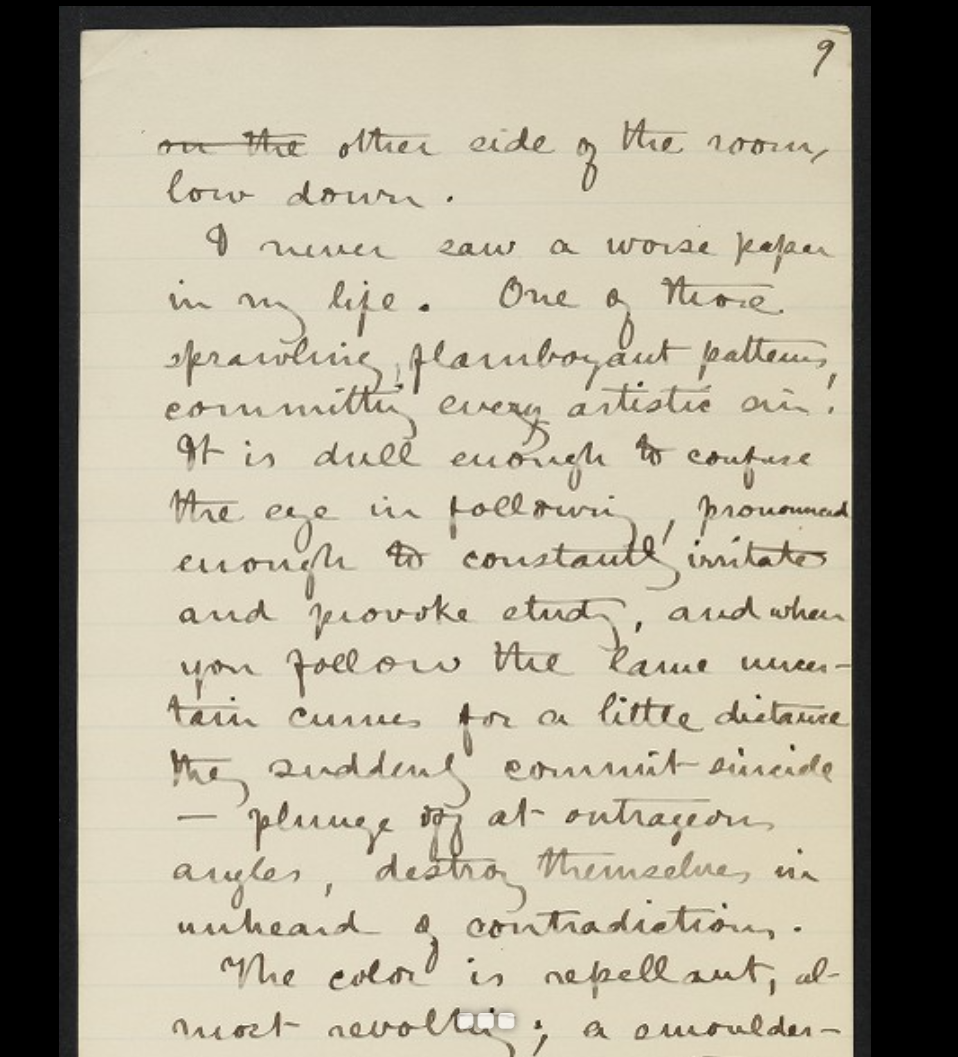 9
on the other side of the room,
low down.
I never saw a worse paper
in my life. One of those
sprawling, flamboyant patterns,
committing every artistic sin!
It is dull enough to confuse
the eye in following, pronounced
enough to constantly irritate
and provoke study, and when
you follow the lame uncer-
tain curves for a little distance
they suddenly commit suicide
— plunge off at outrageous
angles, destroy themselves in
unheard of contradictions.
The color is repellant, al-
most revolting; a smoulder-